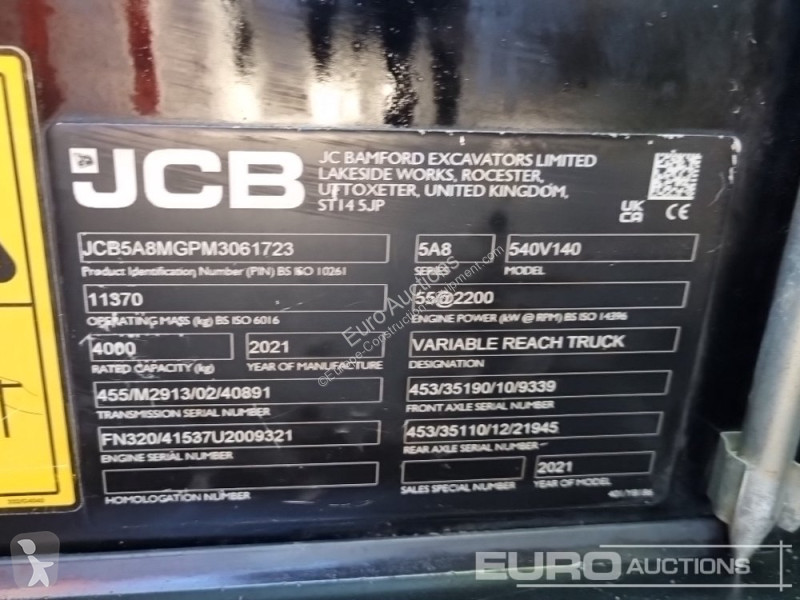 JCB
JC BAMFORD EXCAVATORS LIMITED
LAKESIDE WORKS, ROCESTER,
UTTOXETER, UNITED KINGDOM,
ST14 5JP
UK
CA CE
JCB5A8MGPM3061723
Product Identification Number (PIN) BS ISO 10261
5A8
SERIES
540V140
MODEL
11370
OPERATING MASS (kg) BS ISO 6016
55@2200
ENGINE POWER (kW @ RPM) BS ISO 14396
4000
RATED CAPACITY (kg)
2021
YEAR OF MANUFACTURE
VARIABLE REACH TRUCK
DESIGNATION
455/M2913/02/40891
TRANSMISSION SERIAL NUMBER
453/35190/10/9339
FRONT AXLE SERIAL NUMBER
FN320/41537U2009321
ENGINE SERIAL NUMBER
453/35110/12/21945
REAR AXLE SERIAL NUMBER
HOMOLOGATION NUMBER
SALES SPECIAL NUMBER
2021
YEAR OF MODEL
Euro Auctions
©Europe-Construction-Equipment.com
EURO AUCTIONS